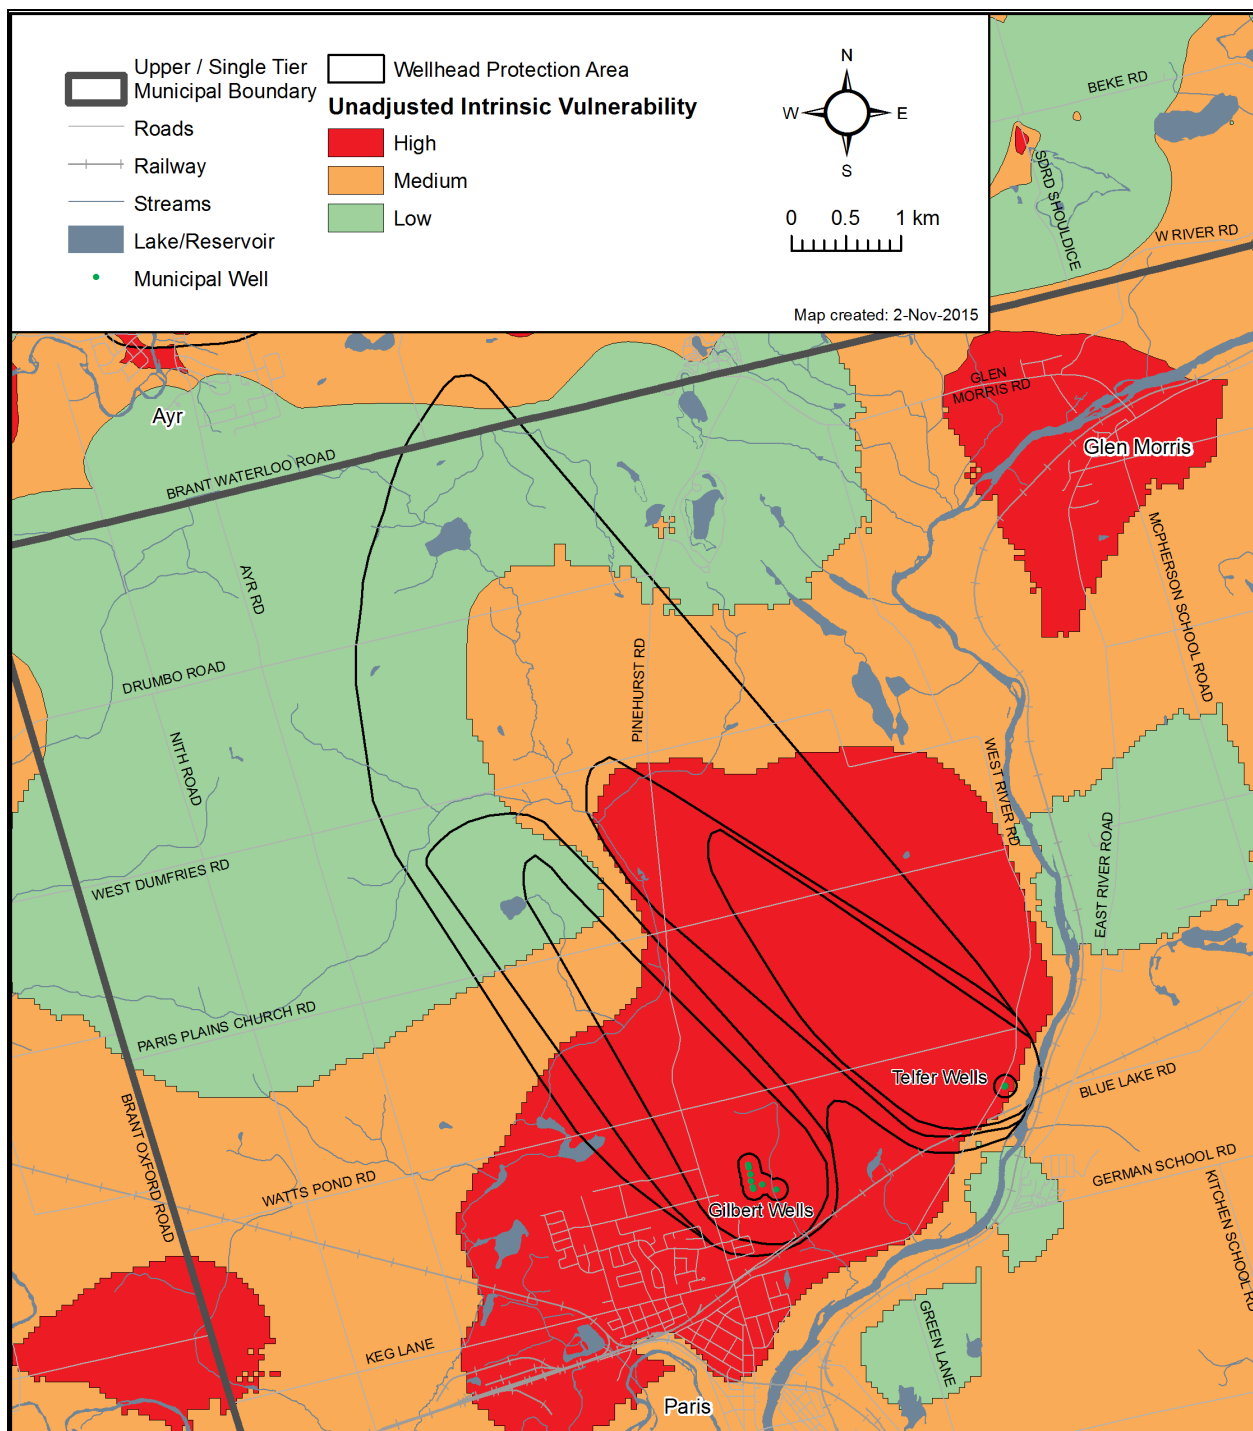 Upper / Single Tier
Municipal Boundary
Roads
Railway
Streams
Lake/Reservoir
Municipal Well
Wellhead Protection Area
Unadjusted Intrinsic Vulnerability
High
Medium
Low
N
W E
S
0 0.5 1 km
Map created: 2-Nov-2015
BEKE RD
SDRD SHOULDICE
W RIVER RD
GLEN
MORRIS RD
Ayr
Glen Morris
BRANT WATERLOO ROAD
MCPHERSON SCHOOL ROAD
AYR RD
DRUMBO ROAD
PINEHURST RD
NITH ROAD
WEST RIVER RD
WEST DUMFRIES RD
EAST RIVER ROAD
PARIS PLAINS CHURCH RD
Telfer Wells
BLUE LAKE RD
BRANT OXFORD ROAD
WATTS POND RD
GERMAN SCHOOL RD
KITCHEN SCHOOL RD
Gilbert Wells
GREEN LANE
KEG LANE
Paris